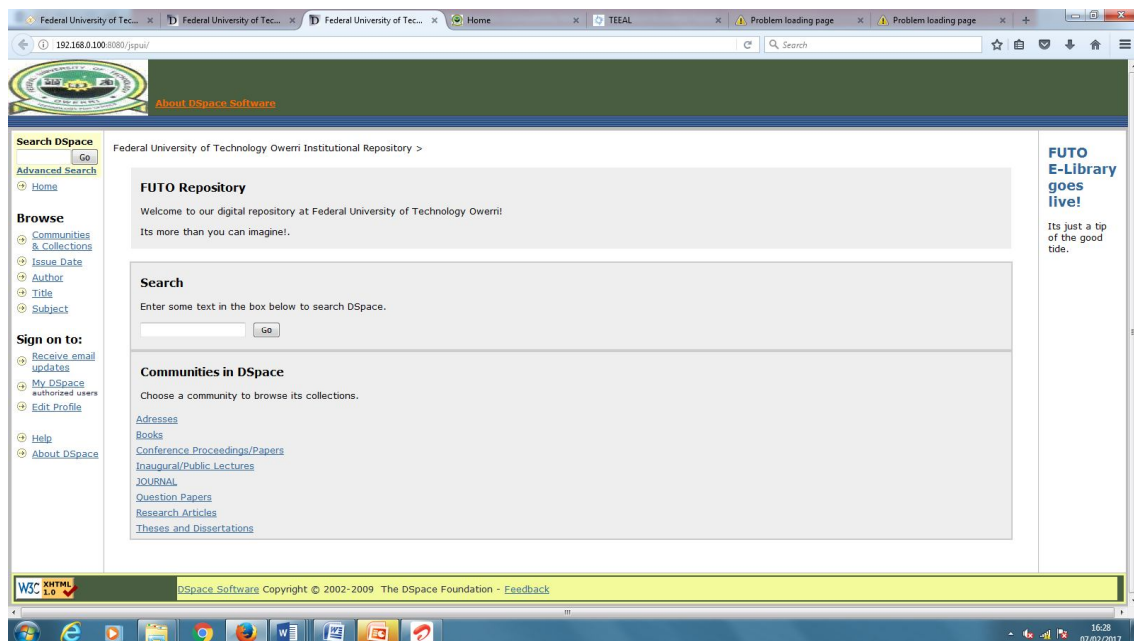 Federal University of Tec...
Federal University of Tec...
Federal University of Tec...
Home
TEEAL
Problem loading page
Problem loading page
192.168.0.100:8080/jspui/
Search
About DSpace Software
Search DSpace
Go
Advanced Search
Home
Browse
Communities
& Collections
Issue Date
Author
Title
Subject
Sign on to:
Receive email
updates
My DSpace
authorized users
Edit Profile
Help
About DSpace
Federal University of Technology Owerri Institutional Repository >
FUTO Repository
Welcome to our digital repository at Federal University of Technology Owerri!
Its more than you can imagine!.
Search
Enter some text in the box below to search DSpace.
Go
Communities in DSpace
Choose a community to browse its collections.
Adresses
Books
Conference Proceedings/Papers
Inaugural/Public Lectures
JOURNAL
Question Papers
Research Articles
Theses and Dissertations
FUTO
E-Library
goes
live!
Its just a tip
of the good
tide.
W3C XHTML 1.0
DSpace Software Copyright © 2002-2009 The DSpace Foundation - Feedback
16:28
07/02/2017